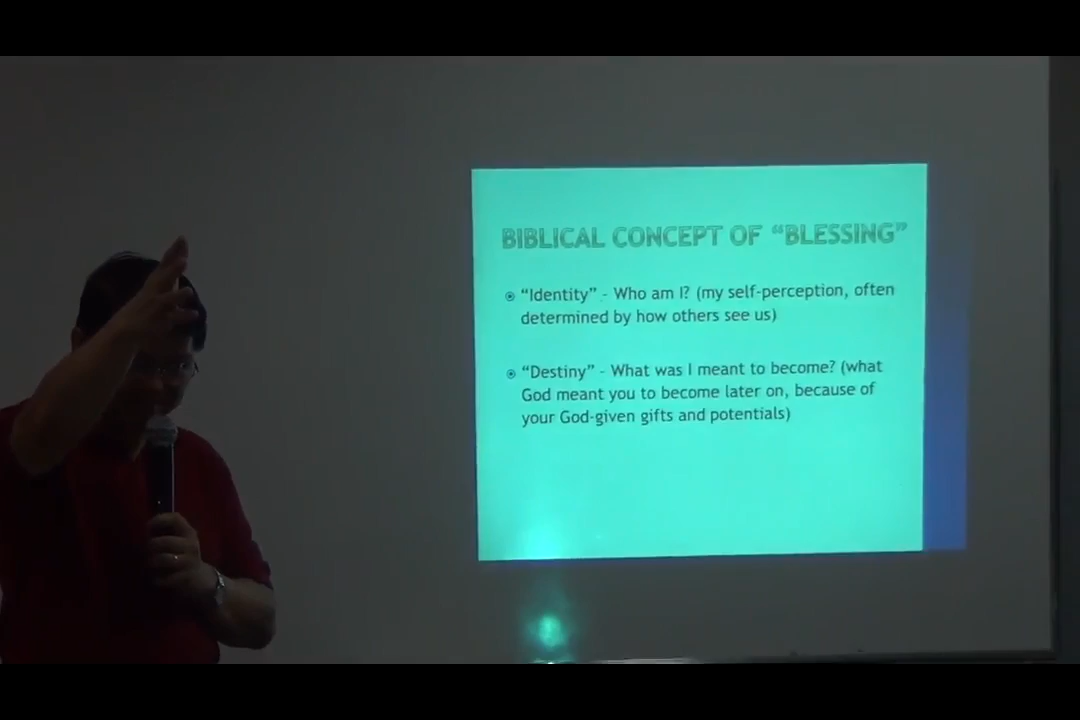 BIBLICAL CONCEPT OF “BLESSING”
“Identity” - Who am I? (my self-perception, often
determined by how others see us)
“Destiny” - What was I meant to become? (what
God meant you to become later on, because of
your God-given gifts and potentials)